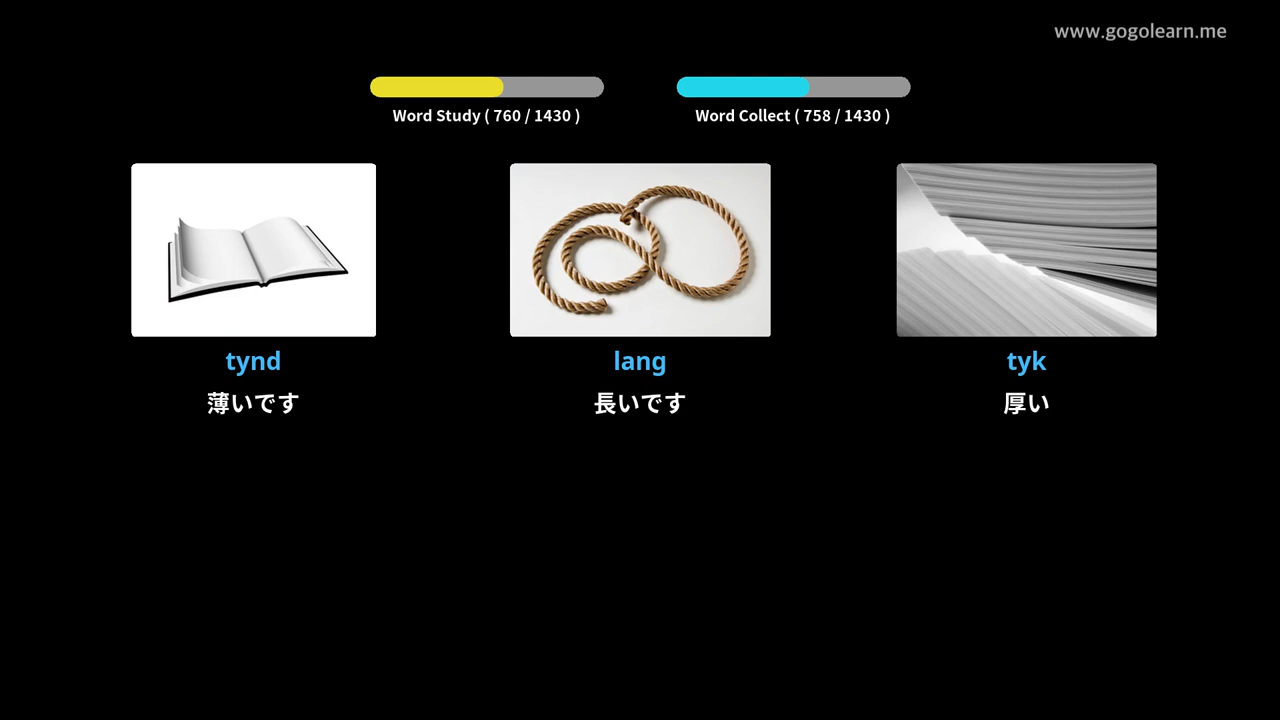 www.gogolearn.me
Word Study ( 760 / 1430 )
Word Collect ( 758 / 1430 )
tynd
lang
tyk
薄いです
長いです
厚い